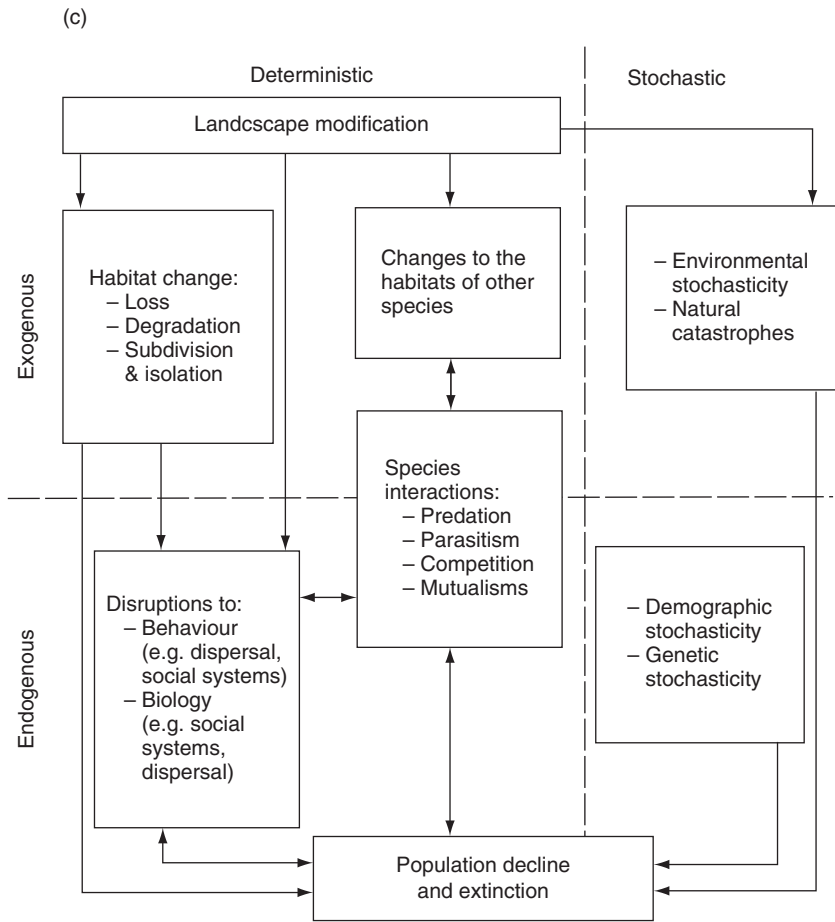 (c)
Deterministic
Stochastic
Landcscape modification
Exogenous
Habitat change:
– Loss
– Degradation
– Subdivision
& isolation
Changes to the
habitats of other
species
– Environmental
stochasticity
– Natural
catastrophes
Species
interactions:
– Predation
– Parasitism
– Competition
– Mutualisms
Endogenous
Disruptions to:
– Behaviour
(e.g. dispersal,
social systems)
– Biology
(e.g. social
systems,
dispersal)
– Demographic
stochasticity
– Genetic
stochasticity
Population decline
and extinction